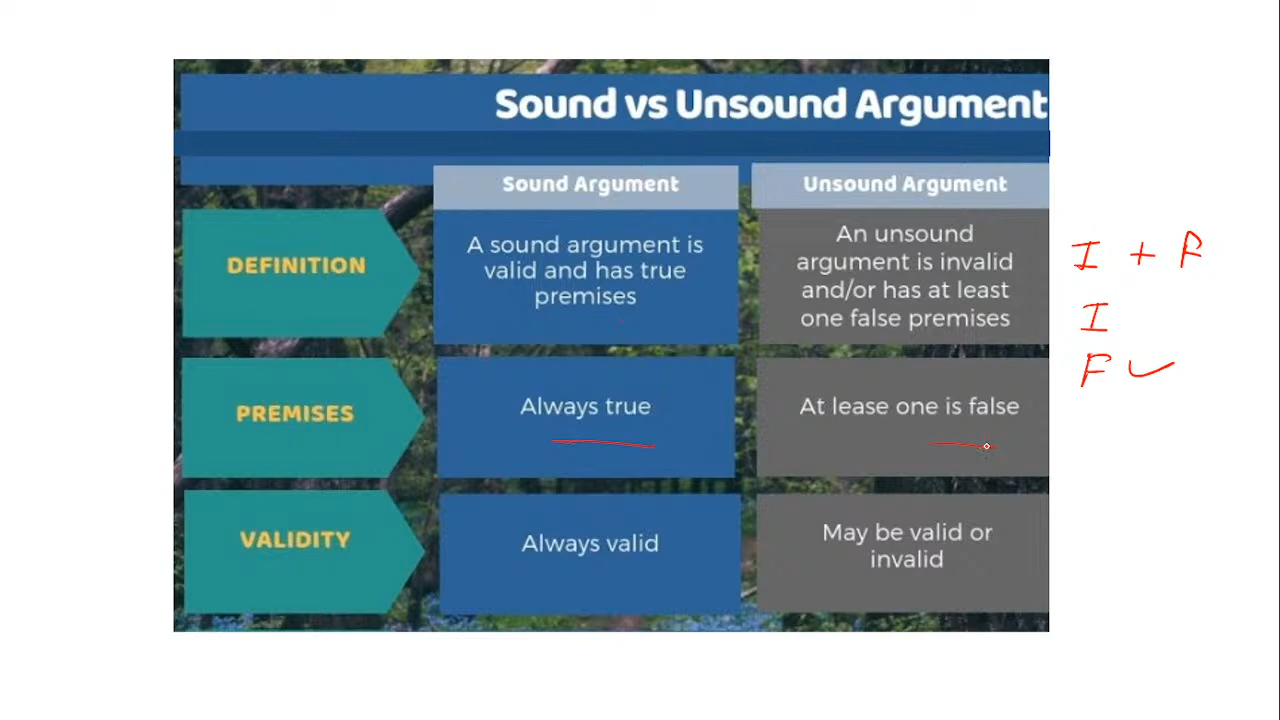 Sound vs Unsound Argument
Sound Argument
Unsound Argument
DEFINITION
A sound argument is
valid and has true
premises
An unsound
argument is invalid
and/or has at least
one false premises
I + F
I
F ✓
PREMISES
Always true
At lease one is false
VALIDITY
Always valid
May be valid or
invalid